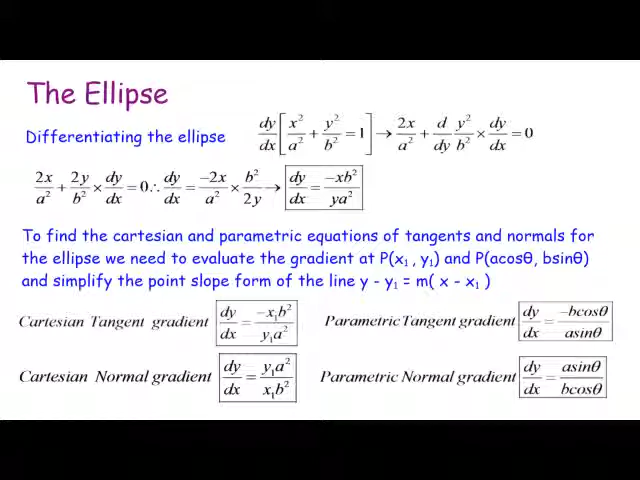 The Ellipse
Differentiating the ellipse dy/dx [ x²/a² + y²/b² = 1 ] → 2x/a² + d/dy y²/b² × dy/dx = 0
2x/a² + 2y/b² × dy/dx = 0 ∴ dy/dx = -2x/a² × b²/2y → dy/dx = -xb²/ya²
To find the cartesian and parametric equations of tangents and normals for
the ellipse we need to evaluate the gradient at P(x₁ , y₁) and P(acosθ, bsinθ)
and simplify the point slope form of the line y - y₁ = m( x - x₁ )
Cartesian Tangent gradient dy/dx = -x₁b²/y₁a²
Parametric Tangent gradient dy/dx = -bcosθ/asinθ
Cartesian Normal gradient dy/dx = y₁a²/x₁b²
Parametric Normal gradient dy/dx = asinθ/bcosθ